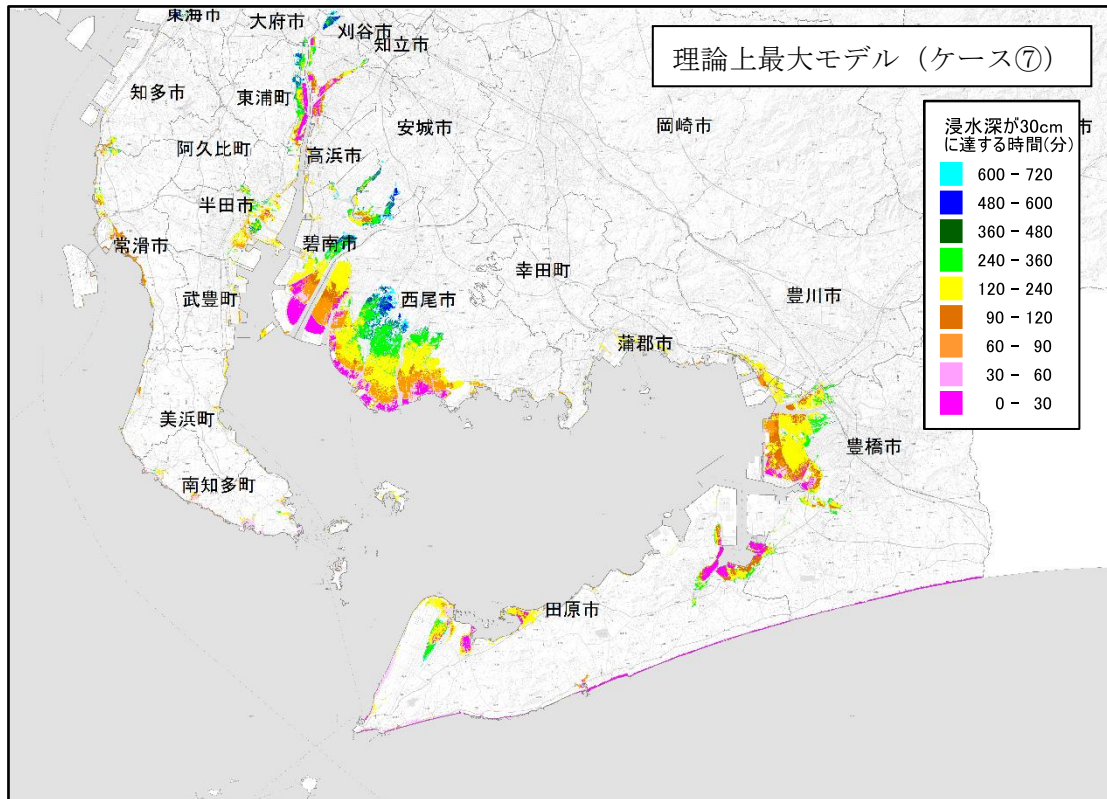 東海市
大府市
刈谷市
知立市
理論上最大モデル（ケース⑦）
知多市
東浦町
安城市
岡崎市
市
阿久比町
高浜市
半田市
常滑市
碧南市
武豊町
西尾市
幸田町
豊川市
蒲郡市
美浜町
豊橋市
南知多町
田原市
浸水深が30cm
に達する時間(分)
600 - 720
480 - 600
360 - 480
240 - 360
120 - 240
90 - 120
60 - 90
30 - 60
0 - 30